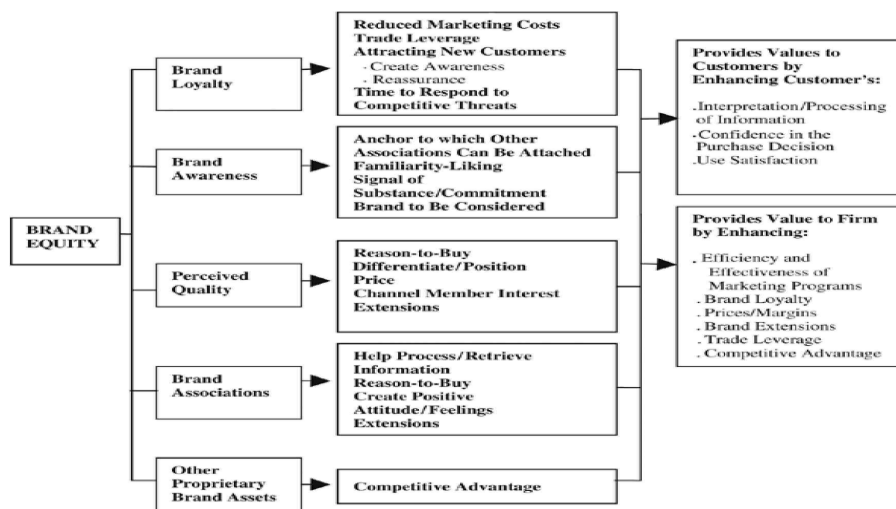 BRAND
EQUITY
Brand
Loyalty
Reduced Marketing Costs
Trade Leverage
Attracting New Customers
· Create Awareness
· Reassurance
Time to Respond to
Competitive Threats
Brand
Awareness
Anchor to which Other
Associations Can Be Attached
Familiarity-Liking
Signal of
Substance/Commitment
Brand to Be Considered
Perceived
Quality
Reason-to-Buy
Differentiate/Position
Price
Channel Member Interest
Extensions
Brand
Associations
Help Process/Retrieve
Information
Reason-to-Buy
Create Positive
Attitude/Feelings
Extensions
Other
Proprietary
Brand Assets
Competitive Advantage
Provides Values to
Customers by
Enhancing Customer's:
.Interpretation/Processing
of Information
.Confidence in the
Purchase Decision
.Use Satisfaction
Provides Value to Firm
by Enhancing:
. Efficiency and
Effectiveness of
Marketing Programs
. Brand Loyalty
. Prices/Margins
. Brand Extensions
. Trade Leverage
. Competitive Advantage